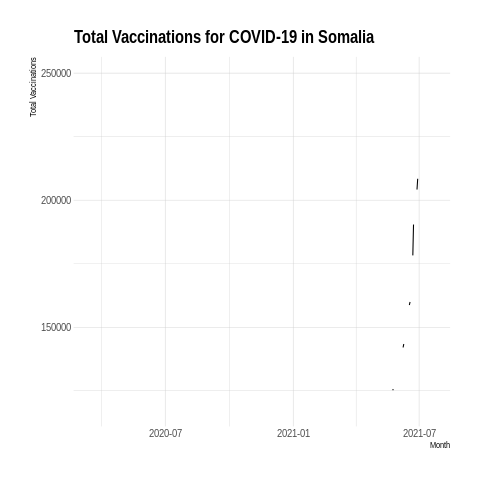 Total Vaccinations for COVID-19 in Somalia
Total Vaccinations
250000
200000
150000
2020-07
2021-01
2021-07
Month